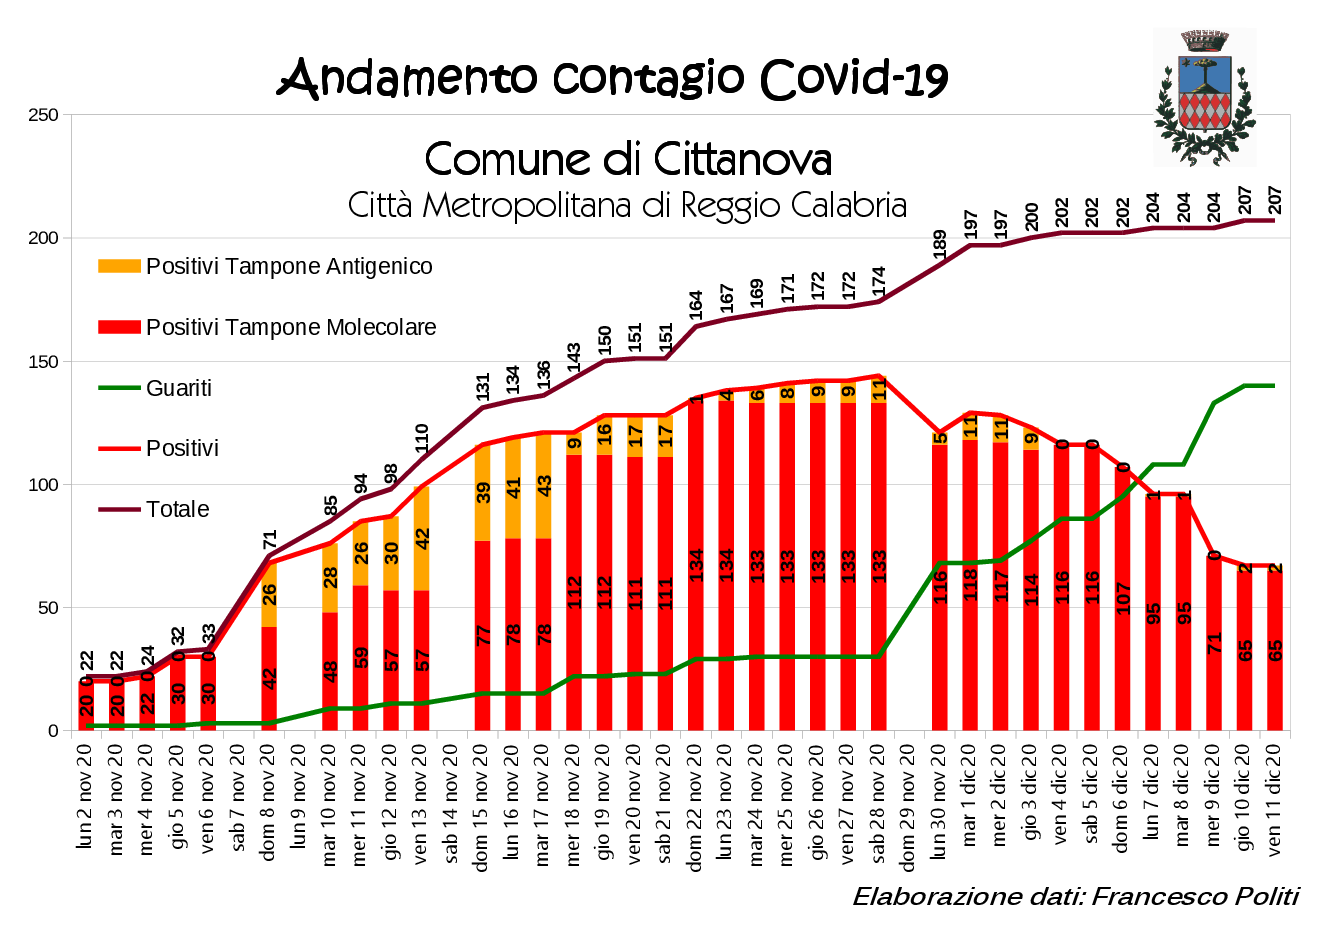 Andamento contagio Covid-19
Comune di Cittanova
Città Metropolitana di Reggio Calabria
250
200
150
100
50
0
Positivi Tampone Antigenico
Positivi Tampone Molecolare
Guariti
Positivi
Totale
22 22 24 32 33 71 85 94 98 110 131 134 136 143 150 151 151 164 167 169 171 172 172 174 189 197 197 200 202 202 202 204 204 204 207 207
0 0 0 0 0 26 28 26 30 42 39 41 43 9 16 17 17 1 4 6 8 9 9 11 5 11 11 9 0 0 0 1 1 0 2 2
20 20 22 30 30 42 48 59 57 57 77 78 78 112 112 111 111 134 134 133 133 133 133 133 116 118 117 114 116 116 107 95 95 71 65 65
lun 2 nov 20
mar 3 nov 20
mer 4 nov 20
gio 5 nov 20
ven 6 nov 20
sab 7 nov 20
dom 8 nov 20
lun 9 nov 20
mar 10 nov 20
mer 11 nov 20
gio 12 nov 20
ven 13 nov 20
sab 14 nov 20
dom 15 nov 20
lun 16 nov 20
mar 17 nov 20
mer 18 nov 20
gio 19 nov 20
ven 20 nov 20
sab 21 nov 20
dom 22 nov 20
lun 23 nov 20
mar 24 nov 20
mer 25 nov 20
gio 26 nov 20
ven 27 nov 20
sab 28 nov 20
dom 29 nov 20
lun 30 nov 20
mar 1 dic 20
mer 2 dic 20
gio 3 dic 20
ven 4 dic 20
sab 5 dic 20
dom 6 dic 20
lun 7 dic 20
mar 8 dic 20
mer 9 dic 20
gio 10 dic 20
ven 11 dic 20
Elaborazione dati: Francesco Politi